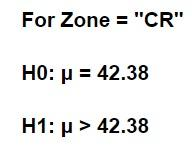 For Zone = "CR"
H0: µ = 42.38
H1: µ > 42.38